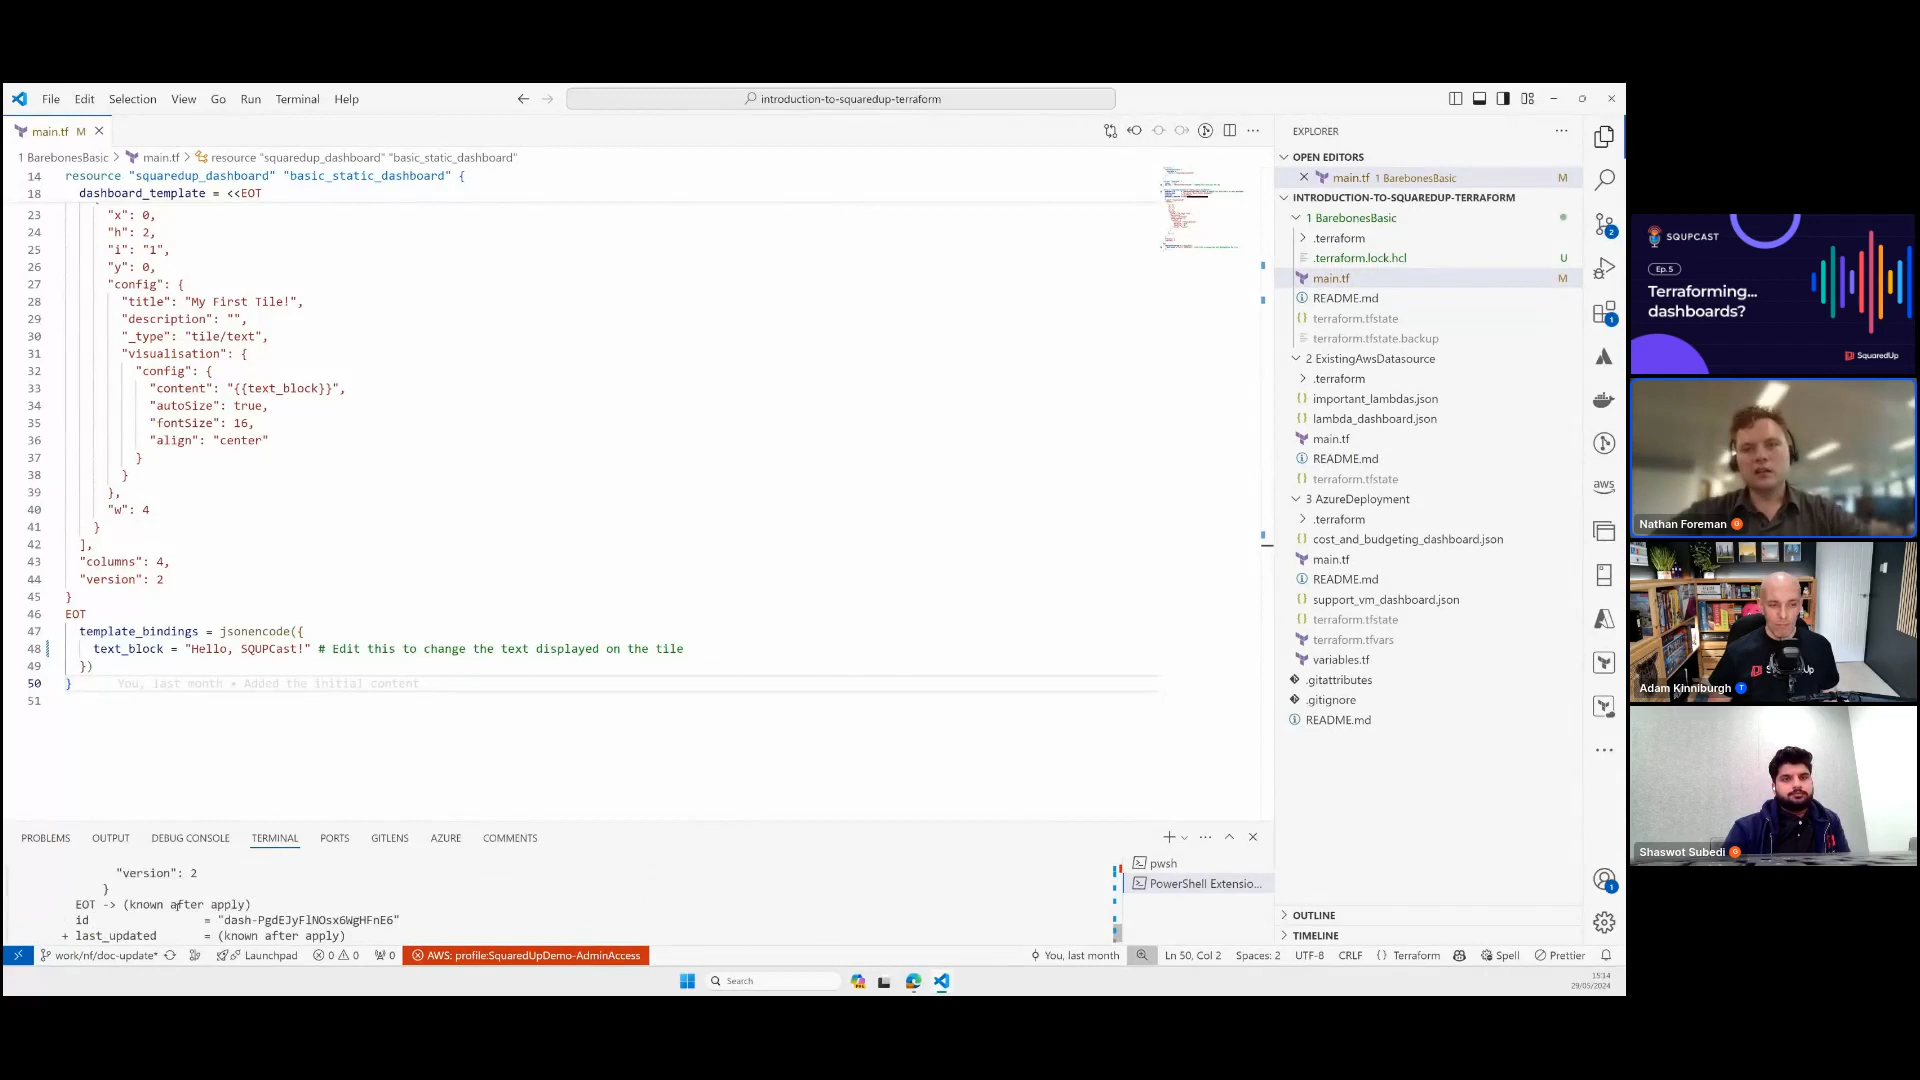 File Edit Selection View Go Run Terminal Help
introduction-to-squaredup-terraform
main.tf M
1 BarebonesBasic > main.tf > resource "squaredup_dashboard" "basic_static_dashboard"
14 resource "squaredup_dashboard" "basic_static_dashboard" {
18 dashboard_template = <<EOT
23 "x": 0,
24 "h": 2,
25 "i": "1",
26 "y": 0,
27 "config": {
28 "title": "My First Tile!",
29 "description": "",
30 "_type": "tile/text",
31 "visualisation": {
32 "config": {
33 "content": "{{text_block}}",
34 "autoSize": true,
35 "fontSize": 16,
36 "align": "center"
37 }
38 }
39 },
40 "w": 4
41 }
42 ],
43 "columns": 4,
44 "version": 2
45 }
46 EOT
47 template_bindings = jsonencode({
48 text_block = "Hello, SQUPCast!" # Edit this to change the text displayed on the tile
49 })
50 } You, last month • Added the initial content
51
PROBLEMS OUTPUT DEBUG CONSOLE TERMINAL PORTS GITLENS AZURE COMMENTS
"version": 2
}
EOT -> (known after apply)
id = "dash-PgdEJyFlNOsx6WgHFnE6"
+ last_updated = (known after apply)
pwsh
PowerShell Extensio...
EXPLORER
OPEN EDITORS
main.tf 1 BarebonesBasic M
INTRODUCTION-TO-SQUAREDUP-TERRAFORM
1 BarebonesBasic
.terraform
.terraform.lock.hcl U
main.tf M
README.md
terraform.tfstate
terraform.tfstate.backup
2 ExistingAwsDatasource
.terraform
important_lambdas.json
lambda_dashboard.json
main.tf
README.md
terraform.tfstate
3 AzureDeployment
.terraform
cost_and_budgeting_dashboard.json
main.tf
README.md
support_vm_dashboard.json
terraform.tfstate
terraform.tfvars
variables.tf
.gitattributes
.gitignore
README.md
OUTLINE
TIMELINE
2
1
aws
1
work/nf/doc-update* Launchpad 0 0 0 AWS: profile:SquaredUpDemo-AdminAccess You, last month Ln 50, Col 2 Spaces: 2 UTF-8 CRLF {} Terraform Spell Prettier
Search
15:14
29/05/2024
SQUPCAST
Ep.5
Terraforming...
dashboards?
SquaredUp
Nathan Foreman G
Adam Kinniburgh T
SquaredUp
Shaswot Subedi G